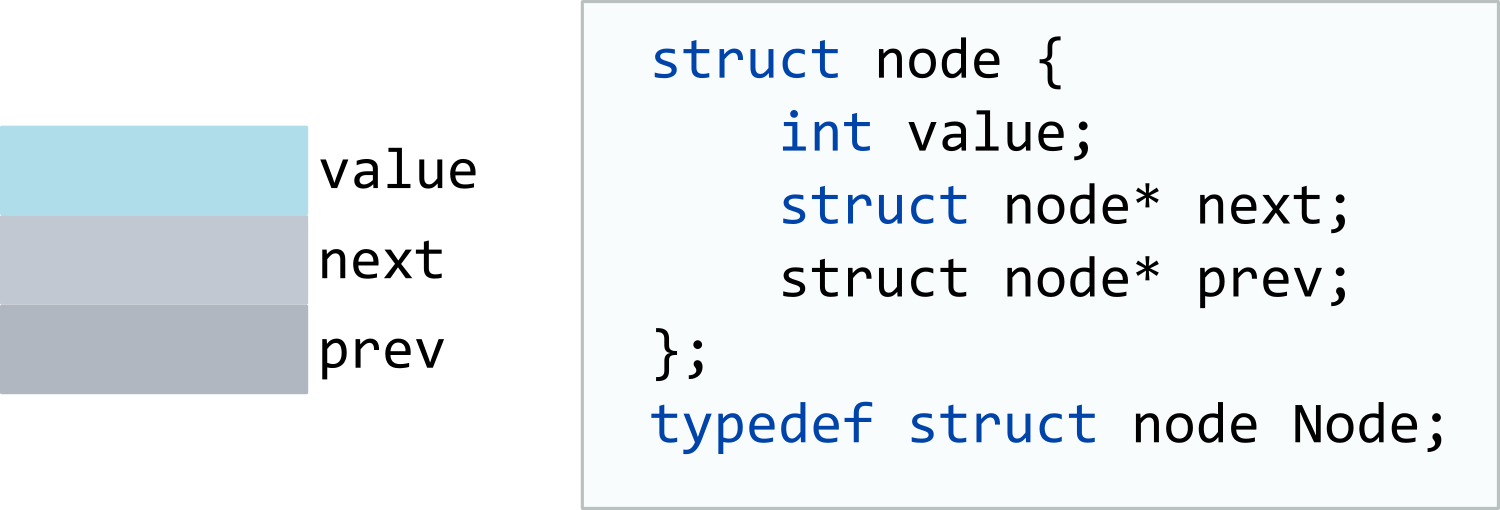 value
next
prev
struct node {
    int value;
    struct node* next;
    struct node* prev;
};
typedef struct node Node;